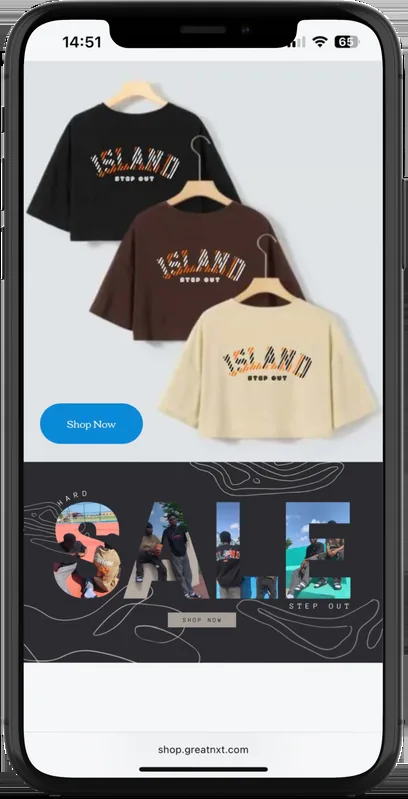 14:51
65
ISLAND
STEP OUT
ISLAND
STEP OUT
ISLAND
STEP OUT
Shop Now
HARD
SALE
STEP OUT
SHOP NOW
shop.greatnxt.com